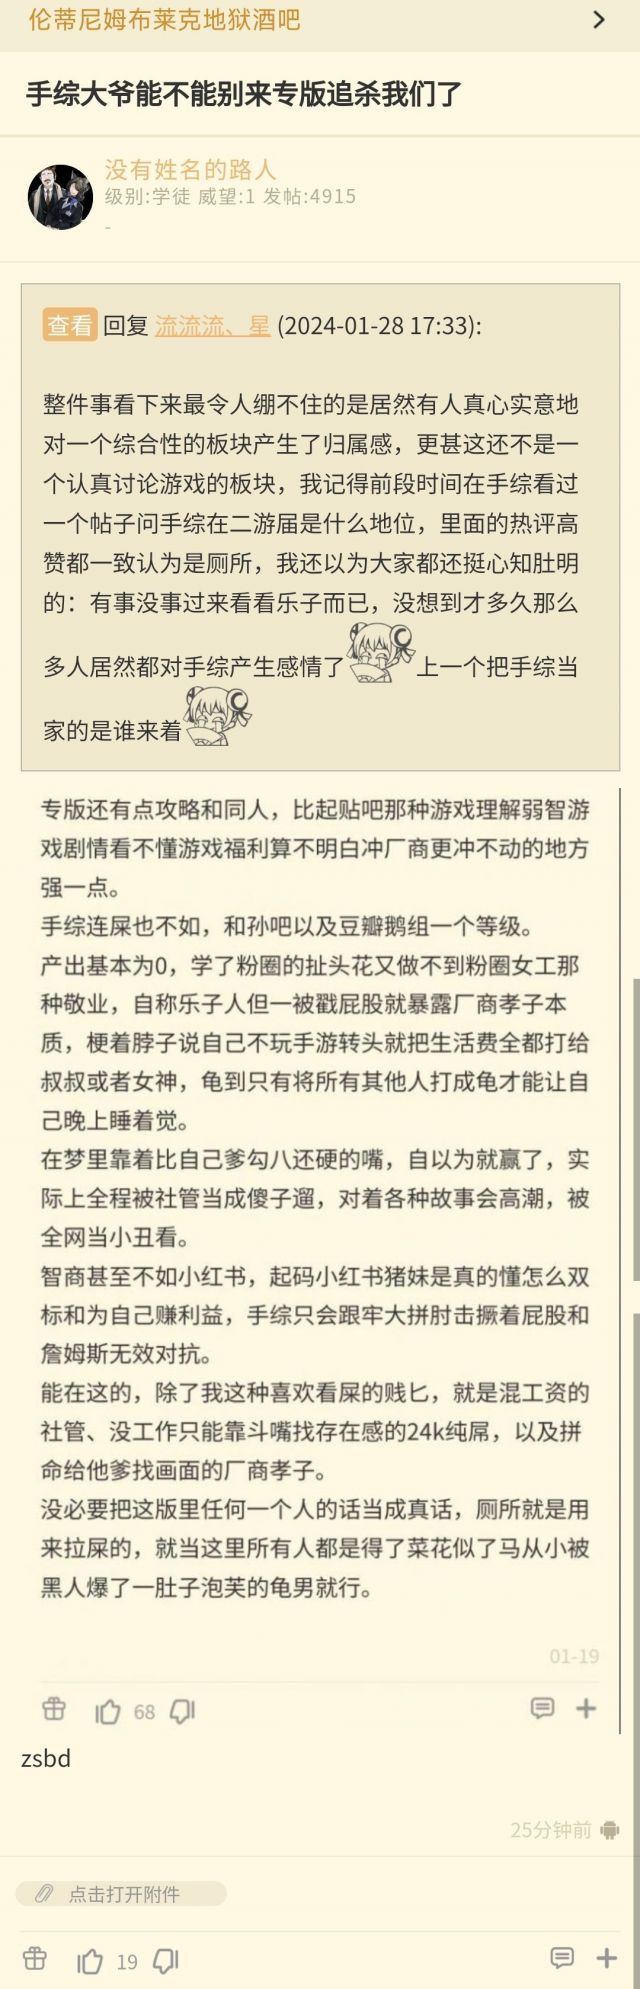 伦蒂尼姆布莱克地狱酒吧
手综大爷能不能别来专版追杀我们了
没有姓名的路人
级别:学徒 威望:1 发帖:4915
-
查看 回复 流流流、星 (2024-01-28 17:33):
整件事看下来最令人绷不住的是居然有人真心实意地
对一个综合性的板块产生了归属感，更甚这还不是一
个认真讨论游戏的板块，我记得前段时间在手综看过
一个帖子问手综在二游届是什么地位，里面的热评高
赞都一致认为是厕所，我还以为大家都还挺心知肚明
的：有事没事过来看看乐子而已，没想到才多久那么
多人居然都对手综产生感情了 上一个把手综当
家的是谁来着
专版还有点攻略和同人，比起贴吧那种游戏理解弱智游
戏剧情看不懂游戏福利算不明白冲厂商更冲不动的地方
强一点。
手综连屎也不如，和孙吧以及豆瓣鹅组一个等级。
产出基本为0，学了粉圈的扯头花又做不到粉圈女工那
种敬业，自称乐子人但一被戳屁股就暴露厂商孝子本
质，梗着脖子说自己不玩手游转头就把生活费全都打给
叔叔或者女神，龟到只有将所有其他人打成龟才能让自
己晚上睡着觉。
在梦里靠着比自己爹勾八还硬的嘴，自以为就赢了，实
际上全程被社管当成傻子遛，对着各种故事会高潮，被
全网当小丑看。
智商甚至不如小红书，起码小红书猪妹是真的懂怎么双
标和为自己赚利益，手综只会跟牢大拼肘击撅着屁股和
詹姆斯无效对抗。
能在这的，除了我这种喜欢看屎的贱匕，就是混工资的
社管、没工作只能靠斗嘴找存在感的24k纯屌，以及拼
命给他爹找画面的厂商孝子。
没必要把这版里任何一个人的话当成真话，厕所就是用
来拉屎的，就当这里所有人都是得了菜花似了马从小被
黑人爆了一肚子泡芙的龟男就行。
01-19
68
zsbd
25分钟前
点击打开附件
19